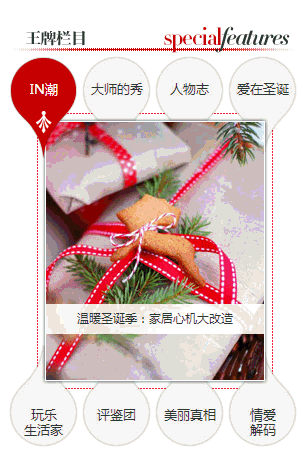 王牌栏目 specialfeatures
IN潮 大师的秀 人物志 爱在圣诞
温暖圣诞季：家居心机大改造
玩乐 评鉴团 美丽真相 情爱
生活家 解码